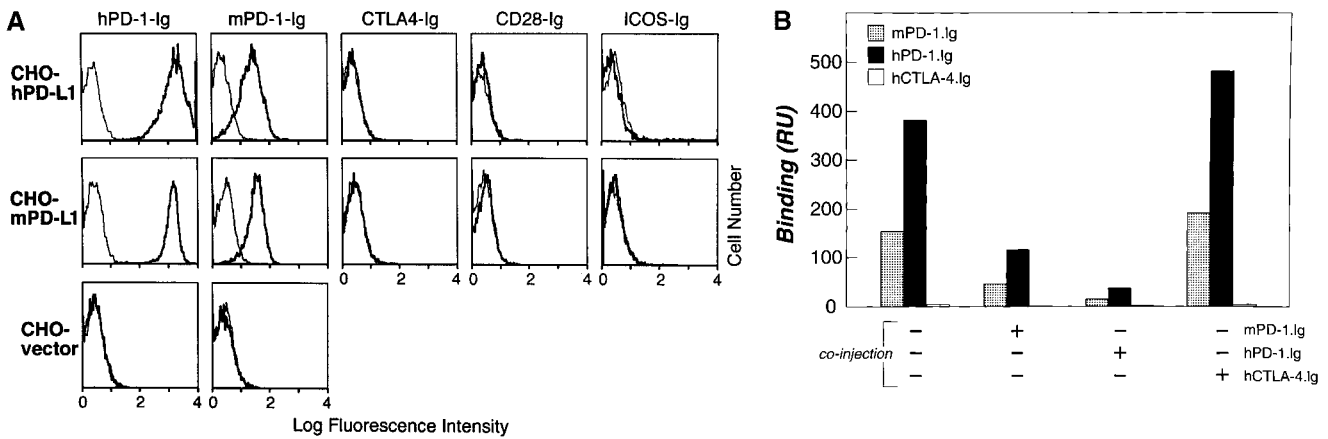 A
hPD-1-Ig mPD-1-Ig CTLA4-Ig CD28-Ig ICOS-Ig
CHO-
hPD-L1
CHO-
mPD-L1
0 2 4
0 2 4
0 2 4
Cell Number
CHO-
vector
0 2 4
0 2 4
Log Fluorescence Intensity
B
mPD-1.Ig
hPD-1.Ig
hCTLA-4.Ig
Binding (RU)
500
400
300
200
100
0
co-injection
– + – – mPD-1.Ig
– – + – hPD-1.Ig
– – – + hCTLA-4.Ig